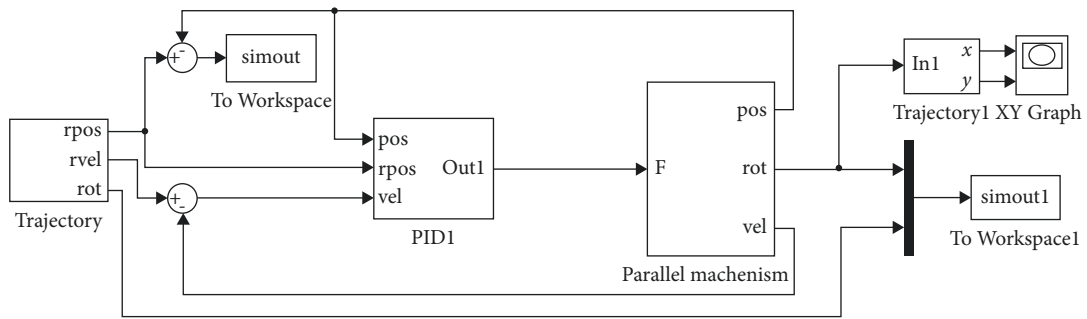 +
-
simout
To Workspace
rpos
rvel
rot
Trajectory
+
-
pos
rpos
vel
Out1
PID1
F
pos
rot
vel
Parallel machenism
In1
x
y
Trajectory1 XY Graph
simout1
To Workspace1